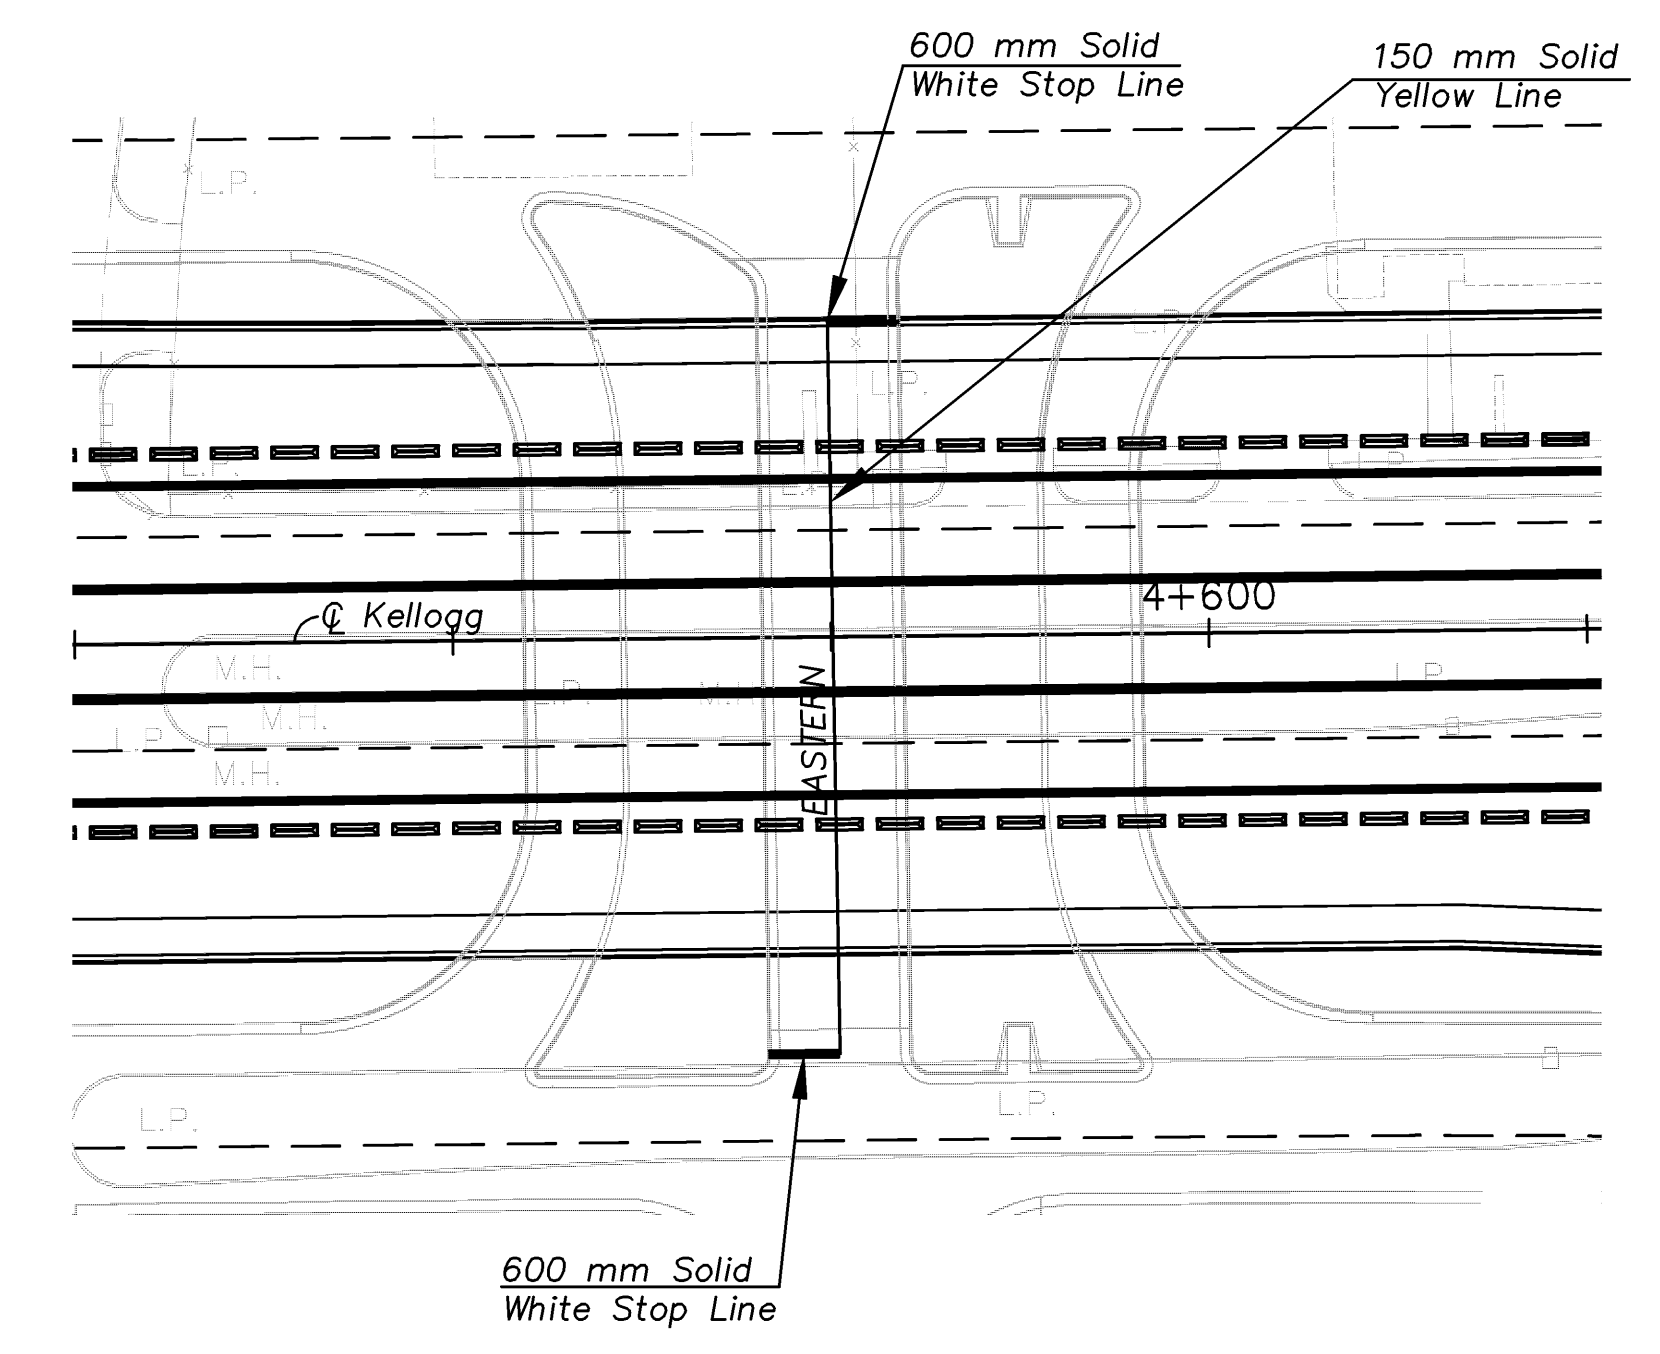 600 mm Solid
White Stop Line
150 mm Solid
Yellow Line
L.P.
L.P.
L.P.
L.P.
L.P.
L.P.
4+600
℄ Kellogg
M.H.
L.P.
M.H.
L.P.
M.H.
L.P.
M.H.
EASTERN
L.P.
L.P.
600 mm Solid
White Stop Line